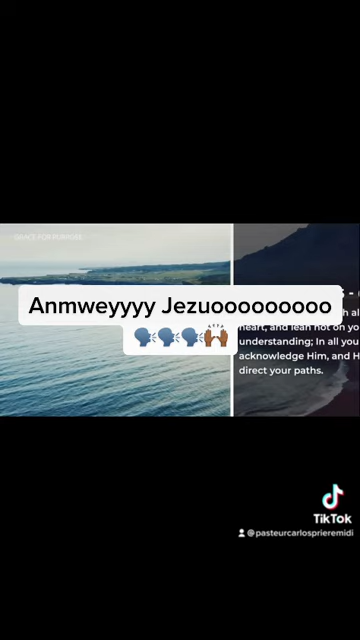 GRACE FOR PURPOSE
Anmweyyyy Jezuooooooooo
🗣️🗣️🗣️🙌🏾
heart, and lean not on yo
understanding; In all you
acknowledge Him, and H
direct your paths.
TikTok
@pasteurcarlosprieremidi